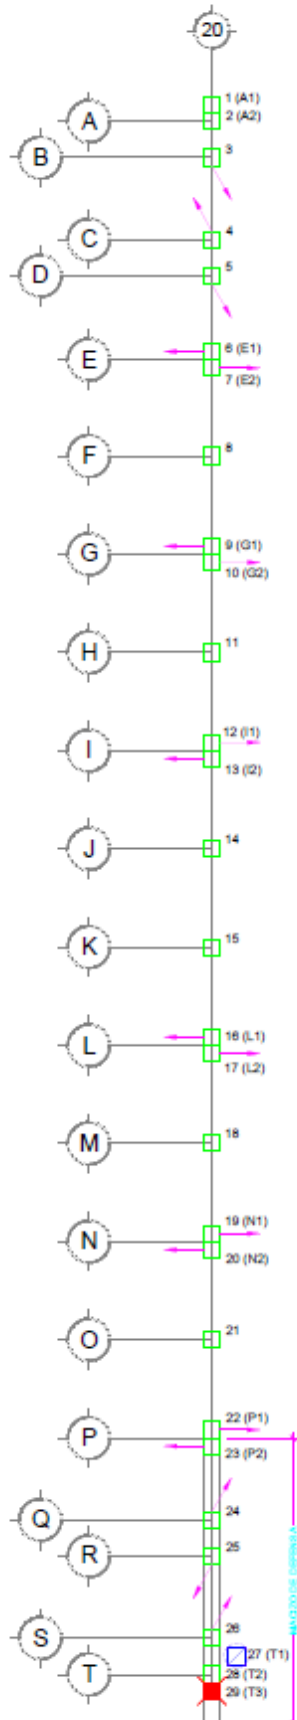 20
1 (A1)
A
2 (A2)
B
3
C
4
D
5
6 (E1)
E
7 (E2)
F
8
9 (G1)
G
10 (G2)
H
11
12 (I1)
I
13 (I2)
J
14
K
15
16 (L1)
L
17 (L2)
M
18
19 (N1)
N
20 (N2)
O
21
22 (P1)
P
23 (P2)
Q
24
R
25
S
26
27 (T1)
T
28 (T2)
29 (T3)